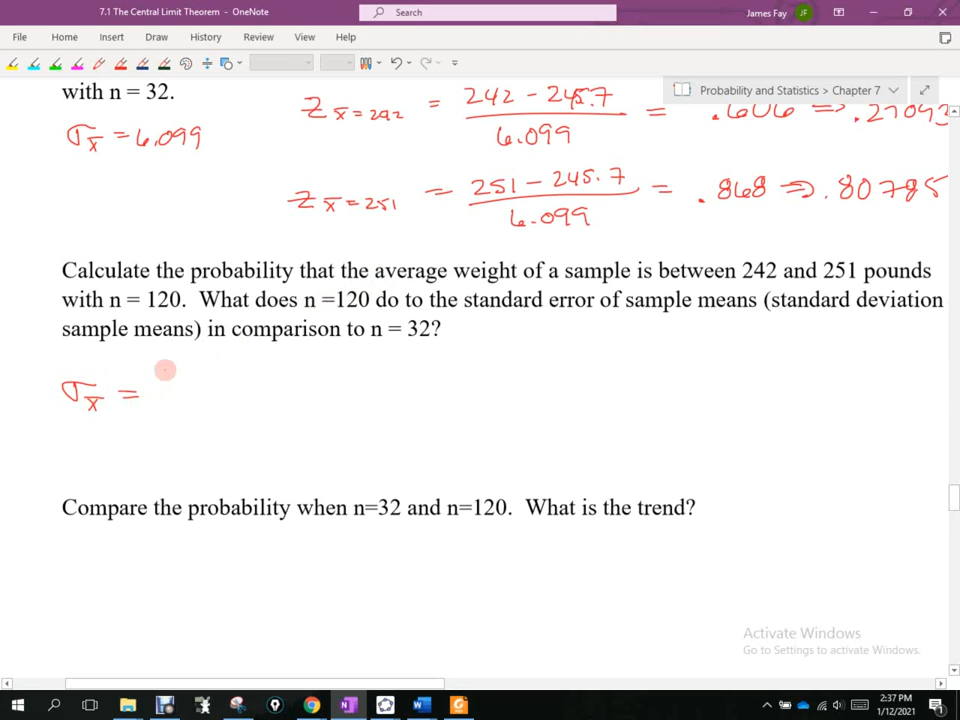 7.1 The Central Limit Theorem - OneNote
Search
James Fay
JF
File Home Insert Draw History Review View Help
Probability and Statistics > Chapter 7
with n = 32.
σx̄ = 6.099
Z x̄=242 = 242 - 245.7 / 6.099 = .606 ⇒ .27093
Z x̄=251 = 251 - 245.7 / 6.099 = .868 ⇒ .80785
Calculate the probability that the average weight of a sample is between 242 and 251 pounds
with n = 120. What does n =120 do to the standard error of sample means (standard deviation
sample means) in comparison to n = 32?
σx̄ =
Compare the probability when n=32 and n=120. What is the trend?
Activate Windows
Go to Settings to activate Windows.
2:37 PM
1/12/2021